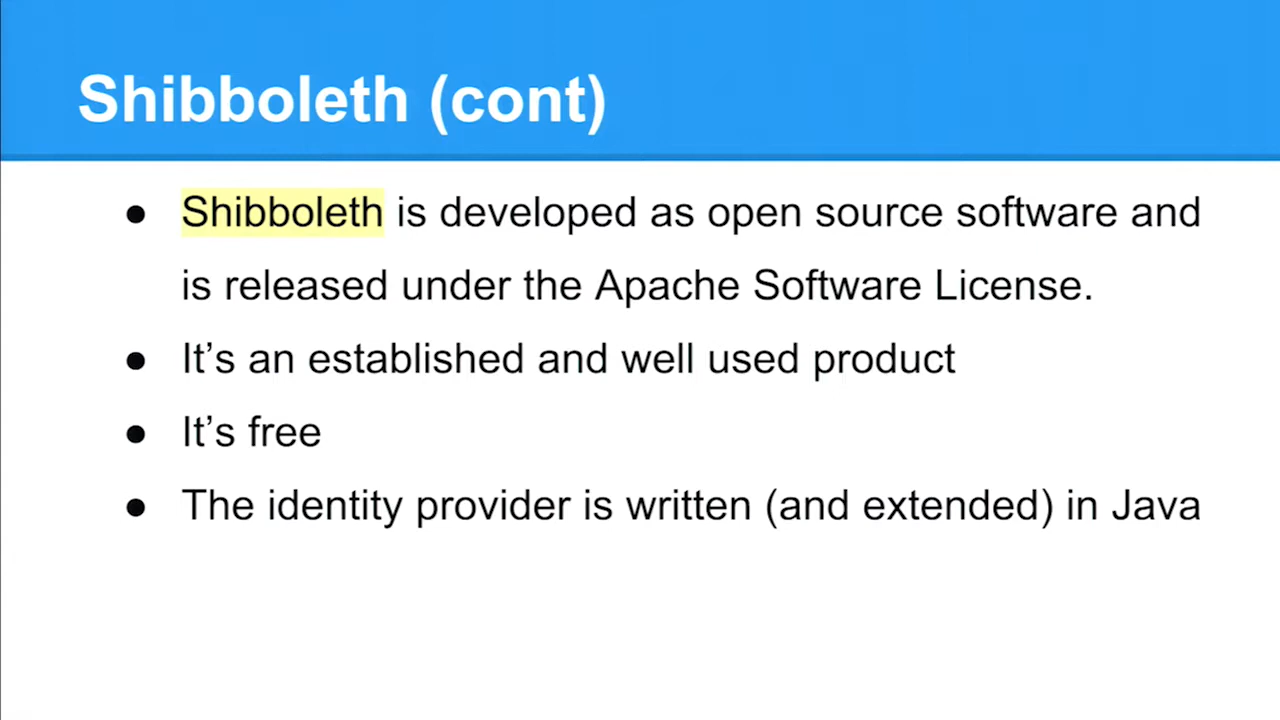 Shibboleth (cont)
● Shibboleth is developed as open source software and
is released under the Apache Software License.
● It’s an established and well used product
● It’s free
● The identity provider is written (and extended) in Java